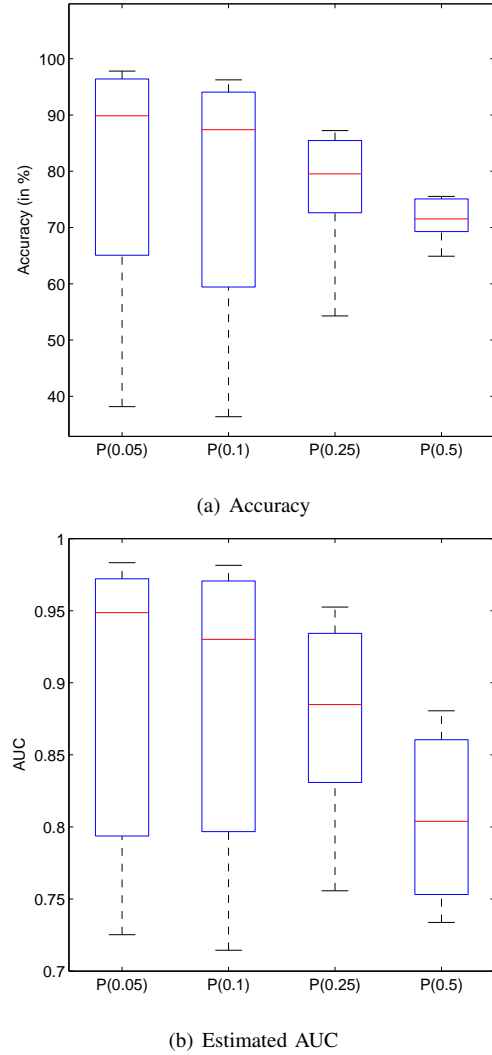 100
90
80
70
60
50
40
Accuracy (in %)
P(0.05) P(0.1) P(0.25) P(0.5)
(a) Accuracy
1
0.95
0.9
0.85
0.8
0.75
0.7
AUC
P(0.05) P(0.1) P(0.25) P(0.5)
(b) Estimated AUC